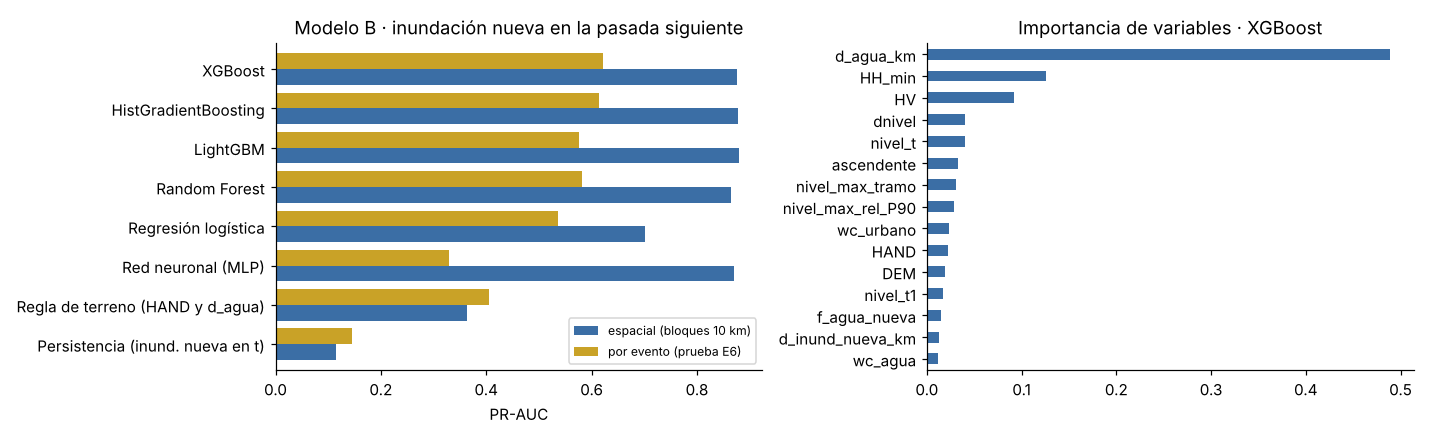 Modelo B · inundación nueva en la pasada siguiente
XGBoost
HistGradientBoosting
LightGBM
Random Forest
Regresión logística
Red neuronal (MLP)
Regla de terreno (HAND y d_agua)
Persistencia (inund. nueva en t)
espacial (bloques 10 km)
por evento (prueba E6)
0.0 0.2 0.4 0.6 0.8
PR-AUC
Importancia de variables · XGBoost
d_agua_km
HH_min
HV
dnivel
nivel_t
ascendente
nivel_max_tramo
nivel_max_rel_P90
wc_urbano
HAND
DEM
nivel_t1
f_agua_nueva
d_inund_nueva_km
wc_agua
0.0 0.1 0.2 0.3 0.4 0.5